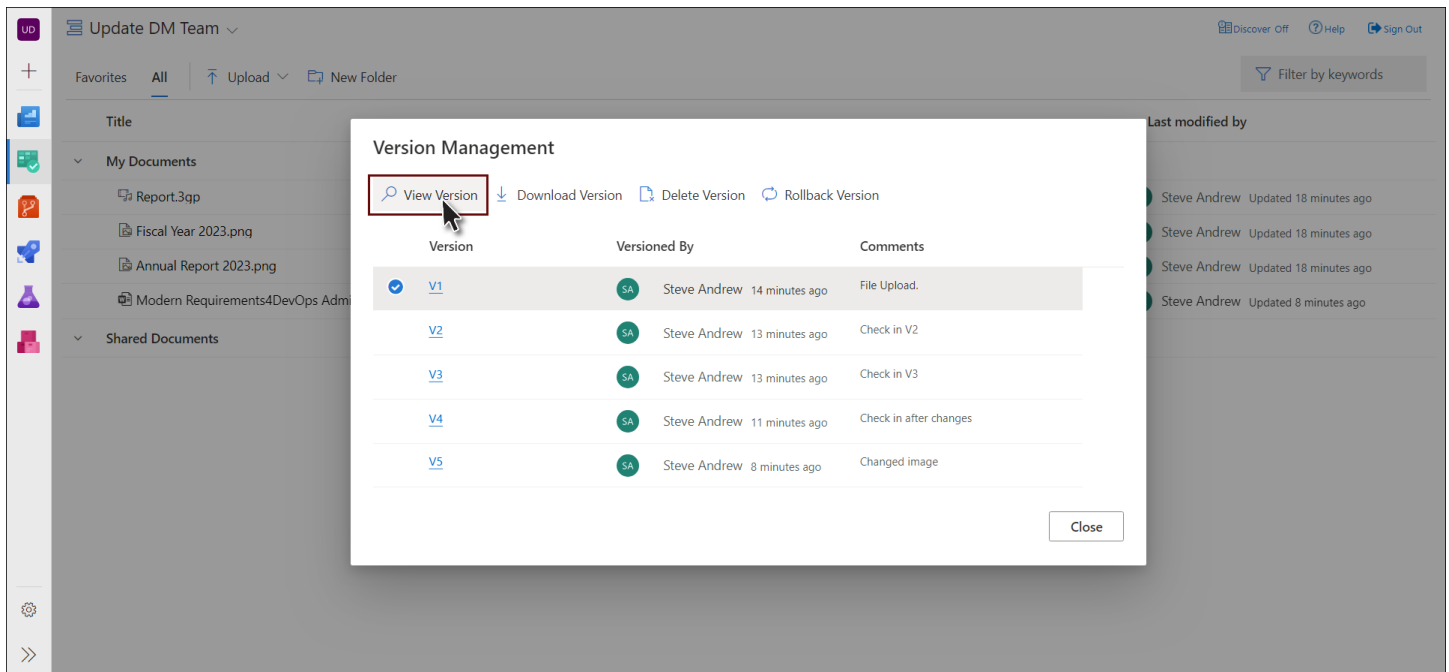 UD
Update DM Team
Discover Off Help Sign Out
Favorites All Upload New Folder
Filter by keywords
Title
Last modified by
My Documents
Report.3gp
Steve Andrew Updated 18 minutes ago
Fiscal Year 2023.png
Steve Andrew Updated 18 minutes ago
Annual Report 2023.png
Steve Andrew Updated 18 minutes ago
Modern Requirements4DevOps Admi
Steve Andrew Updated 8 minutes ago
Shared Documents
Version Management
View Version Download Version Delete Version Rollback Version
Version Versioned By Comments
V1 SA Steve Andrew 14 minutes ago File Upload.
V2 SA Steve Andrew 13 minutes ago Check in V2
V3 SA Steve Andrew 13 minutes ago Check in V3
V4 SA Steve Andrew 11 minutes ago Check in after changes
V5 SA Steve Andrew 8 minutes ago Changed image
Close